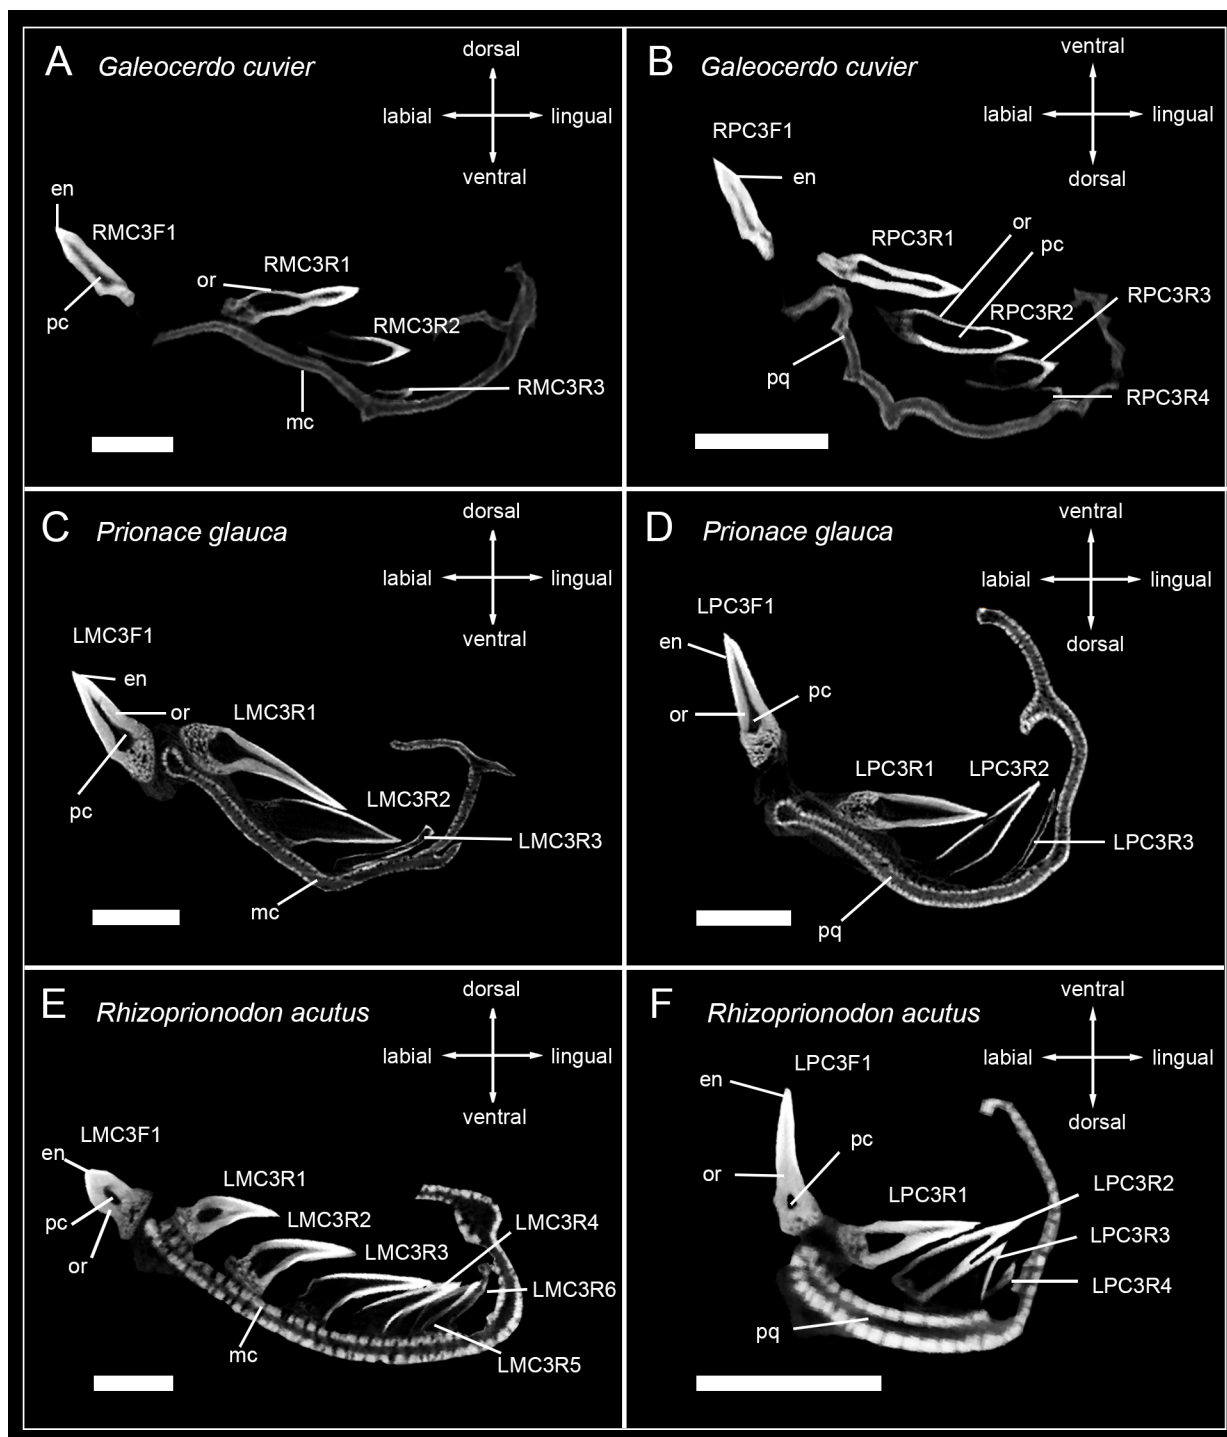 A Galeocerdo cuvier
dorsal
labial lingual
ventral
en
RMC3F1
pc
or
RMC3R1
RMC3R2
RMC3R3
mc
B Galeocerdo cuvier
ventral
labial lingual
dorsal
RPC3F1
en
RPC3R1
or
pc
RPC3R3
RPC3R2
pq
RPC3R4
C Prionace glauca
dorsal
labial lingual
ventral
LMC3F1
en
or
LMC3R1
pc
LMC3R2
LMC3R3
mc
D Prionace glauca
ventral
labial lingual
dorsal
LPC3F1
en
pc
or
LPC3R1
LPC3R2
LPC3R3
pq
E Rhizoprionodon acutus
dorsal
labial lingual
ventral
LMC3F1
en
pc
or
LMC3R1
LMC3R2
LMC3R3
LMC3R4
LMC3R6
LMC3R5
mc
F Rhizoprionodon acutus
ventral
labial lingual
dorsal
LPC3F1
en
pc
or
LPC3R1
LPC3R2
LPC3R3
LPC3R4
pq